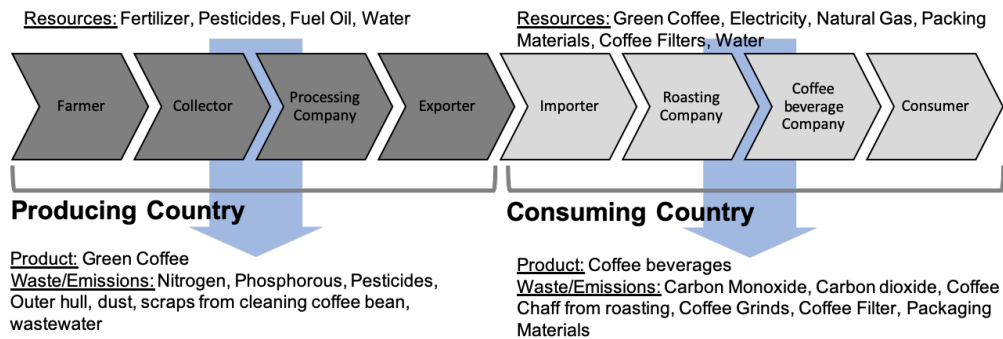 Resources: Fertilizer, Pesticides, Fuel Oil, Water
Resources: Green Coffee, Electricity, Natural Gas, Packing
Materials, Coffee Filters, Water
Farmer
Collector
Processing
Company
Exporter
Importer
Roasting
Company
Coffee
beverage
Company
Consumer
Producing Country
Consuming Country
Product: Green Coffee
Waste/Emissions: Nitrogen, Phosphorous, Pesticides,
Outer hull, dust, scraps from cleaning coffee bean,
wastewater
Product: Coffee beverages
Waste/Emissions: Carbon Monoxide, Carbon dioxide, Coffee
Chaff from roasting, Coffee Grinds, Coffee Filter, Packaging
Materials